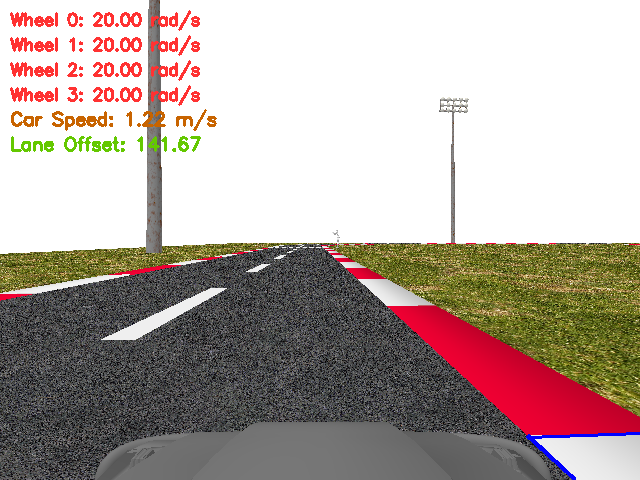 Wheel 0: 20.00 rad/s
Wheel 1: 20.00 rad/s
Wheel 2: 20.00 rad/s
Wheel 3: 20.00 rad/s
Car Speed: 1.22 m/s
Lane Offset: 141.67